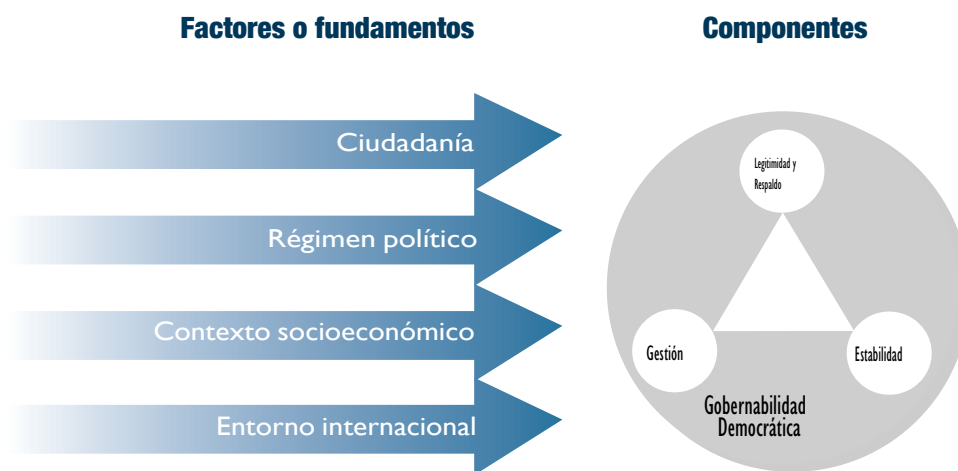 Factores o fundamentos
Componentes
Ciudadanía
Régimen político
Contexto socioeconómico
Entorno internacional
Legitimidad y
Respaldo
Gestión
Estabilidad
Gobernabilidad
Democrática